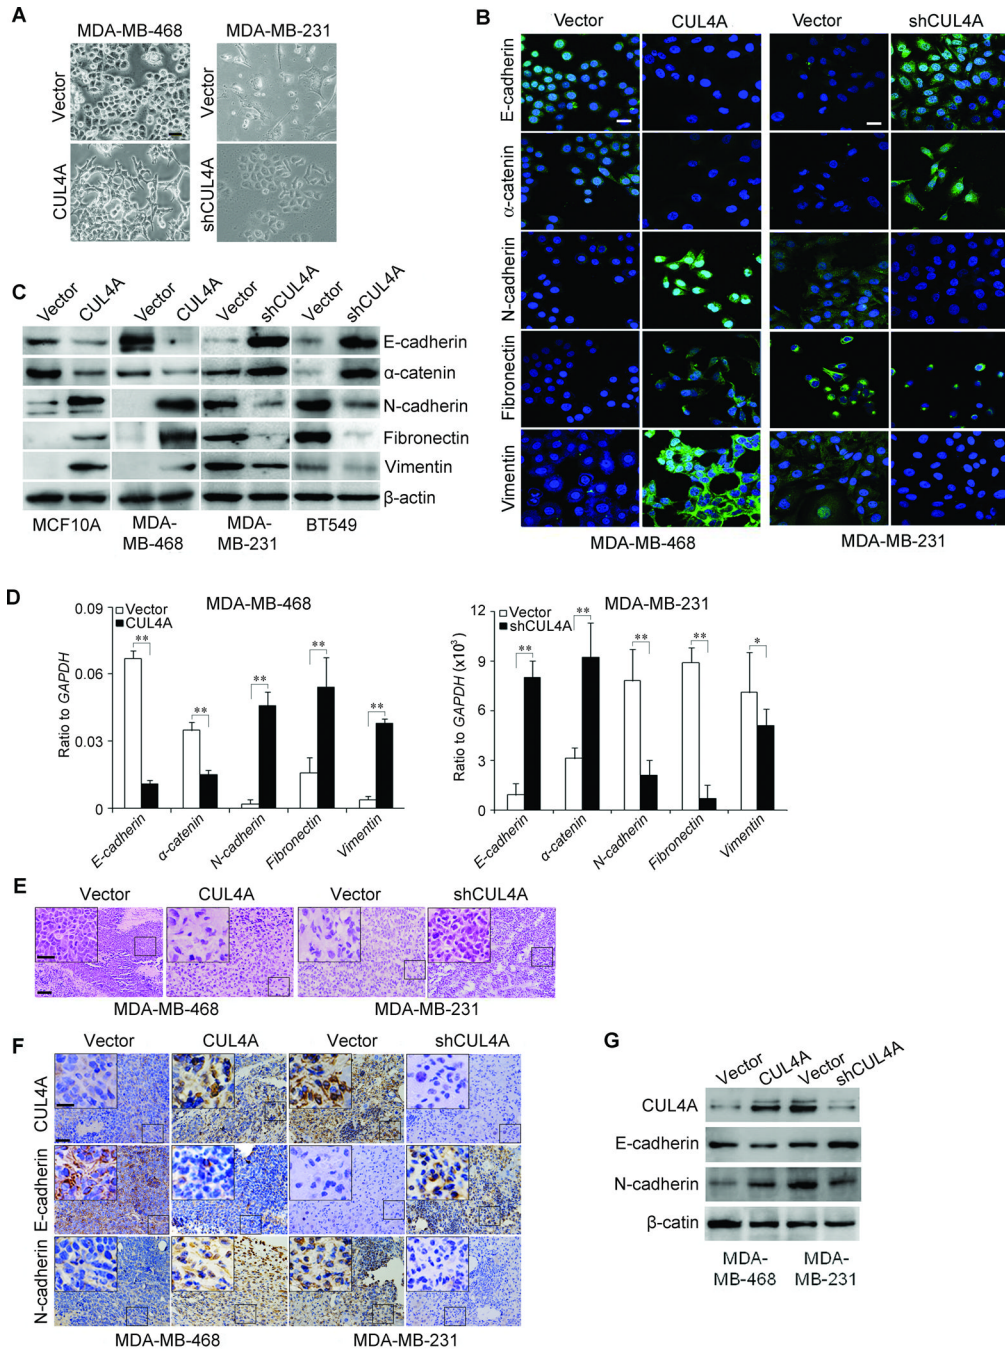 A
MDA-MB-468
MDA-MB-231
Vector
Vector
CUL4A
shCUL4A
B
Vector
CUL4A
Vector
shCUL4A
E-cadherin
α-catenin
N-cadherin
Fibronectin
Vimentin
MDA-MB-468
MDA-MB-231
C
Vector
CUL4A
Vector
CUL4A
Vector
shCUL4A
Vector
shCUL4A
E-cadherin
α-catenin
N-cadherin
Fibronectin
Vimentin
β-actin
MCF10A
MDA-
MB-468
MDA-
MB-231
BT549
D
MDA-MB-468
Vector
CUL4A
Ratio to GAPDH
0.09
0.06
0.03
0
**
**
**
**
**
E-cadherin
α-catenin
N-cadherin
Fibronectin
Vimentin
MDA-MB-231
Vector
shCUL4A
Ratio to GAPDH (x10³)
12
9
6
3
0
**
**
**
**
*
E-cadherin
α-catenin
N-cadherin
Fibronectin
Vimentin
E
Vector
CUL4A
Vector
shCUL4A
MDA-MB-468
MDA-MB-231
F
Vector
CUL4A
Vector
shCUL4A
CUL4A
E-cadherin
N-cadherin
MDA-MB-468
MDA-MB-231
G
Vector
CUL4A
Vector
shCUL4A
CUL4A
E-cadherin
N-cadherin
β-catin
MDA-
MB-468
MDA-
MB-231